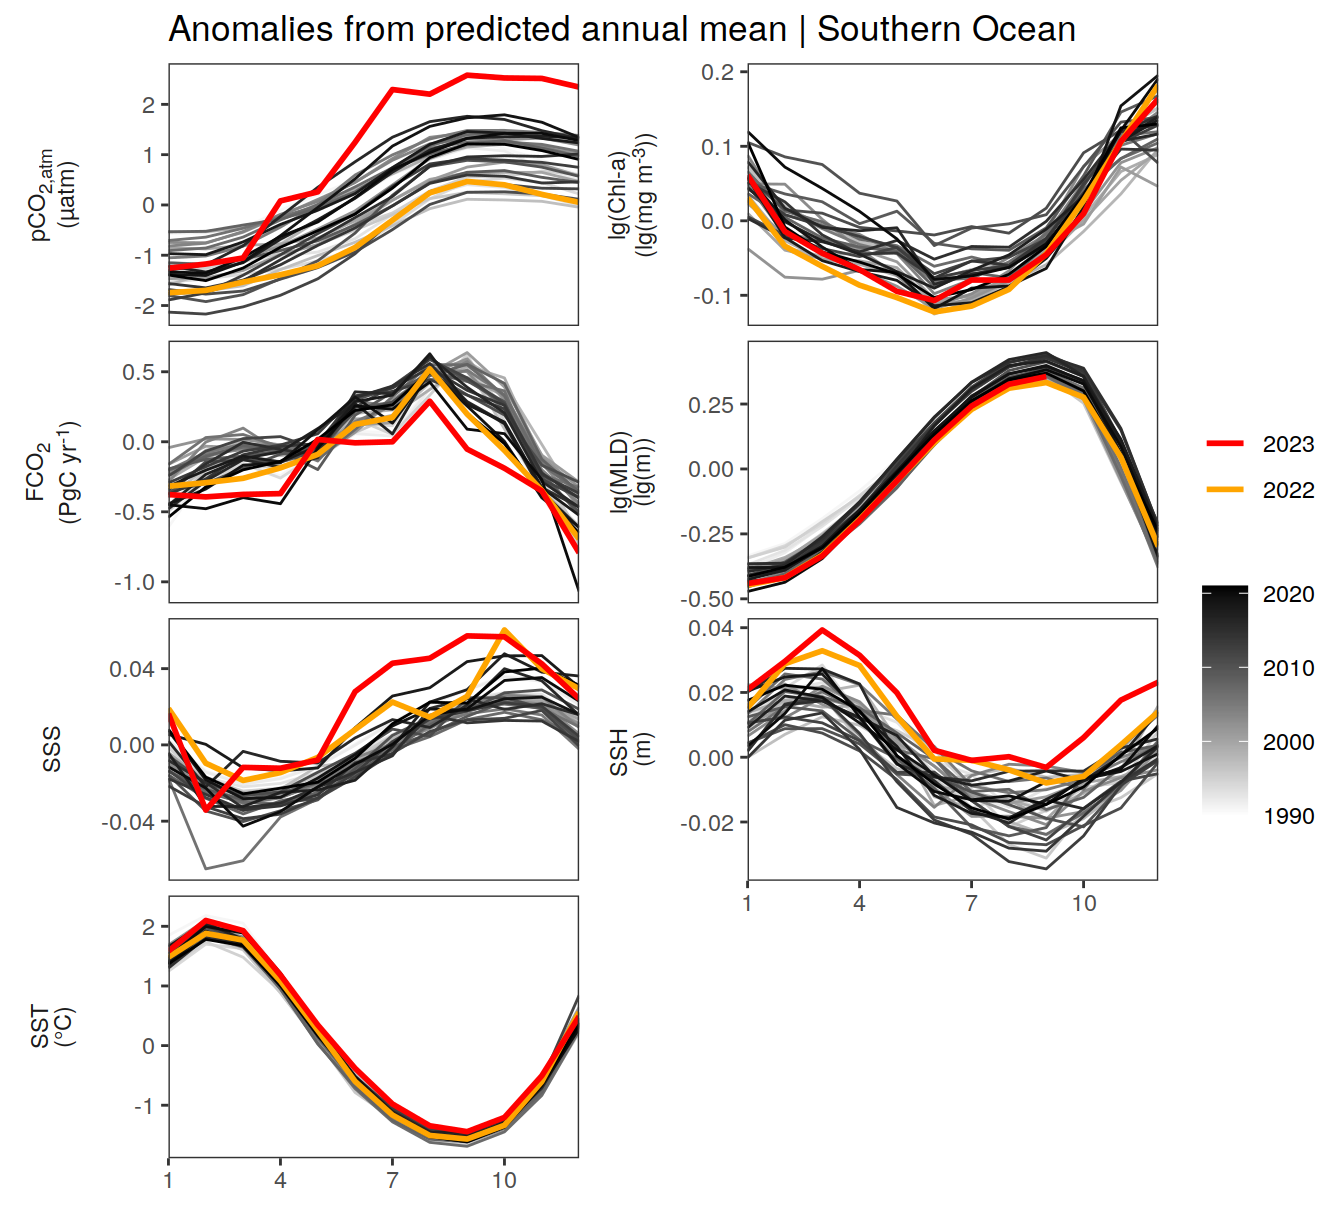 Anomalies from predicted annual mean | Southern Ocean
pCO2,atm
(µatm)
2
1
0
-1
-2
lg(Chl-a)
(lg(mg m-3))
0.2
0.1
0.0
-0.1
FCO2
(PgC yr-1)
0.5
0.0
-0.5
-1.0
lg(MLD)
(lg(m))
0.25
0.00
-0.25
-0.50
SSS
0.04
0.00
-0.04
SSH
(m)
0.04
0.02
0.00
-0.02
1 4 7 10
SST
(°C)
2
1
0
-1
1 4 7 10
2023
2022
2020
2010
2000
1990